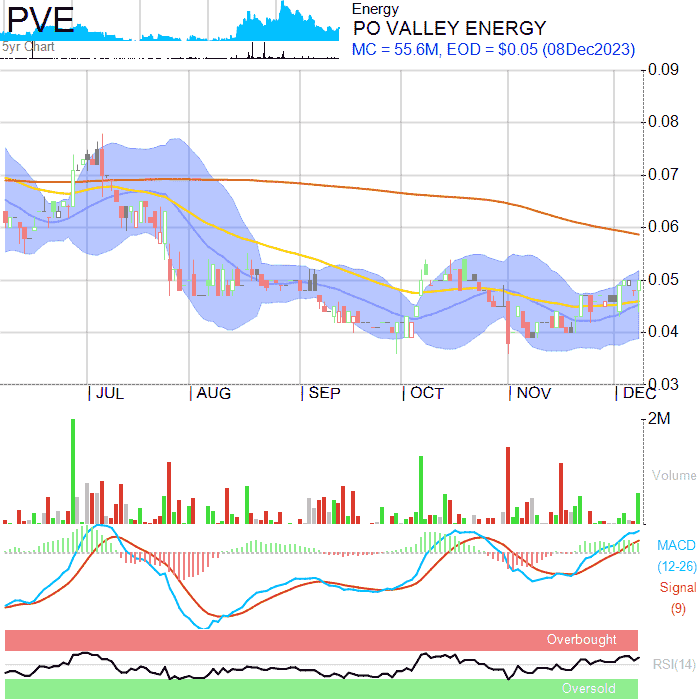 PVE
5yr Chart
Energy
PO VALLEY ENERGY
MC = 55.6M, EOD = $0.05 (08Dec2023)
0.09
0.08
0.07
0.06
0.05
0.04
0.03
JUL AUG SEP OCT NOV DEC
2M
Volume
MACD
(12-26)
Signal
(9)
Overbought
RSI(14)
Oversold